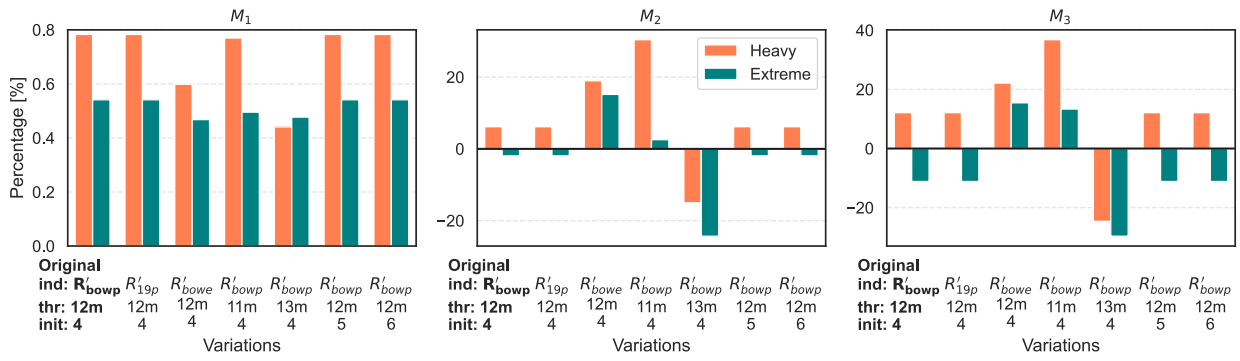 M₁
M₂
M₃
Percentage [%]
0.8
0.6
0.4
0.2
0.0
20
0
−20
40
20
0
−20
Heavy
Extreme
Original
ind: R′bowp R′19p R′bowe R′bowp R′bowp R′bowp R′bowp
thr: 12m 12m 12m 11m 13m 12m 12m
init: 4 4 4 4 4 5 6
Variations
Original
ind: R′bowp R′19p R′bowe R′bowp R′bowp R′bowp R′bowp
thr: 12m 12m 12m 11m 13m 12m 12m
init: 4 4 4 4 4 5 6
Variations
Original
ind: R′bowp R′19p R′bowe R′bowp R′bowp R′bowp R′bowp
thr: 12m 12m 12m 11m 13m 12m 12m
init: 4 4 4 4 4 5 6
Variations